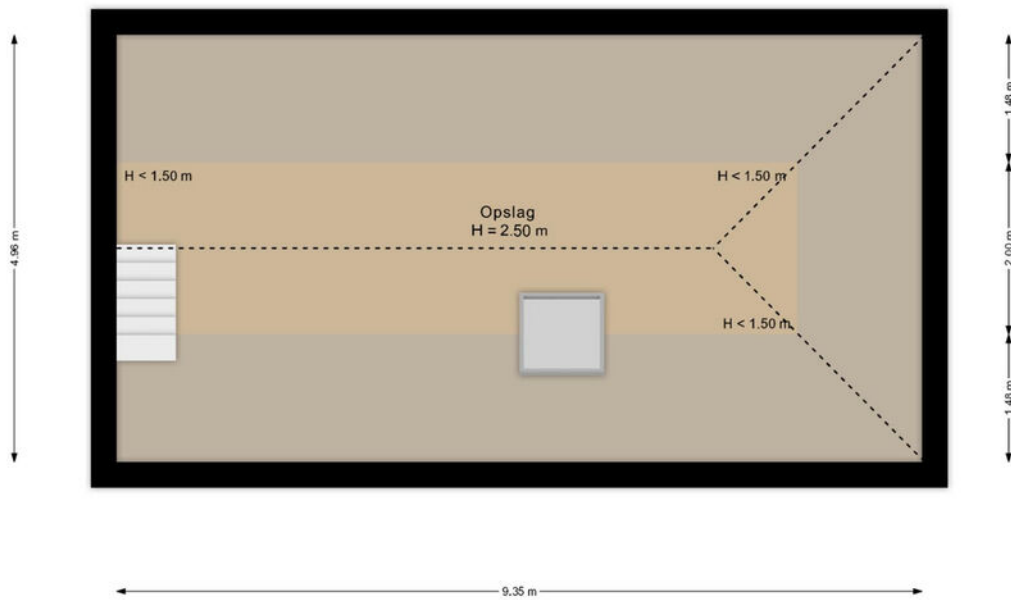 1.48 m
H < 1.50 m
H < 1.50 m
Opslag
H = 2.50 m
4.96 m
2.00 m
H < 1.50 m
1.48 m
9.35 m